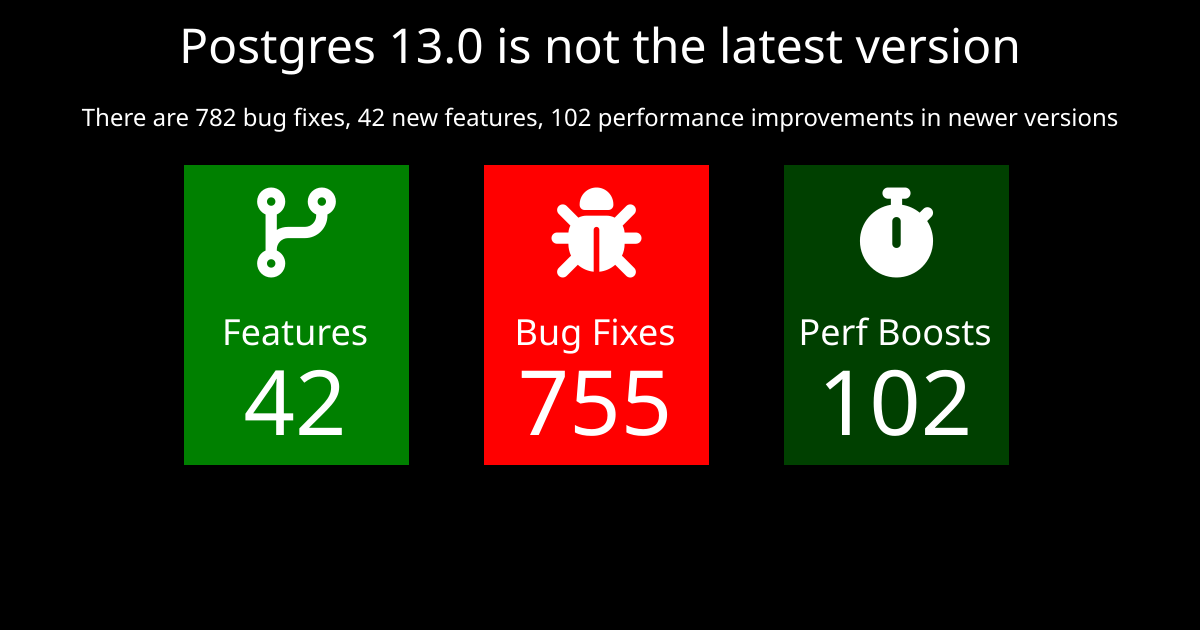 Postgres 13.0 is not the latest version
There are 782 bug fixes, 42 new features, 102 performance improvements in newer versions
Features
42
Bug Fixes
755
Perf Boosts
102